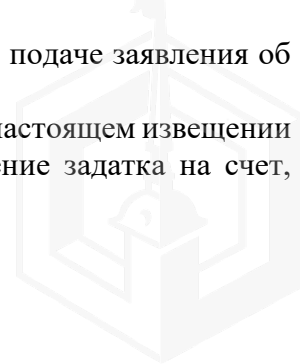 подаче заявления об
настоящем извещении
ение задатка на счет,